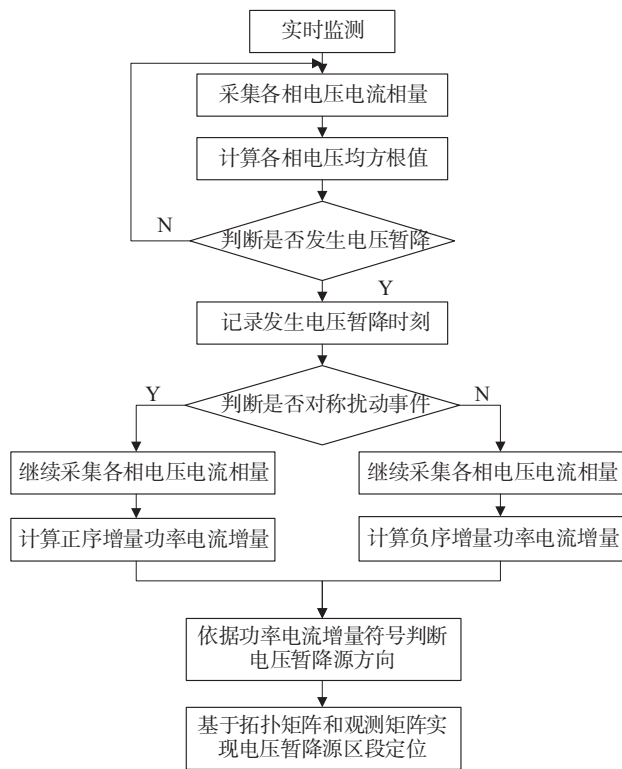 实时监测
采集各相电压电流相量
计算各相电压均方根值
N
判断是否发生电压暂降
Y
记录发生电压暂降时刻
Y
判断是否对称扰动事件
N
继续采集各相电压电流相量
继续采集各相电压电流相量
计算正序增量功率电流增量
计算负序增量功率电流增量
依据功率电流增量符号判断
电压暂降源方向
基于拓扑矩阵和观测矩阵实
现电压暂降源区段定位